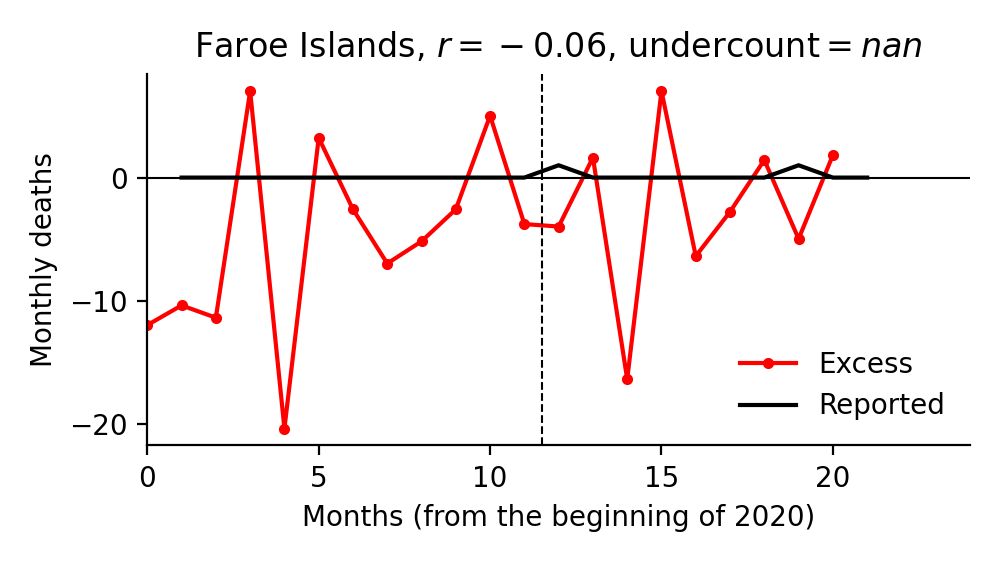 Faroe Islands, r = −0.06, undercount = nan
Monthly deaths
0
−10
−20
Excess
Reported
0 5 10 15 20
Months (from the beginning of 2020)